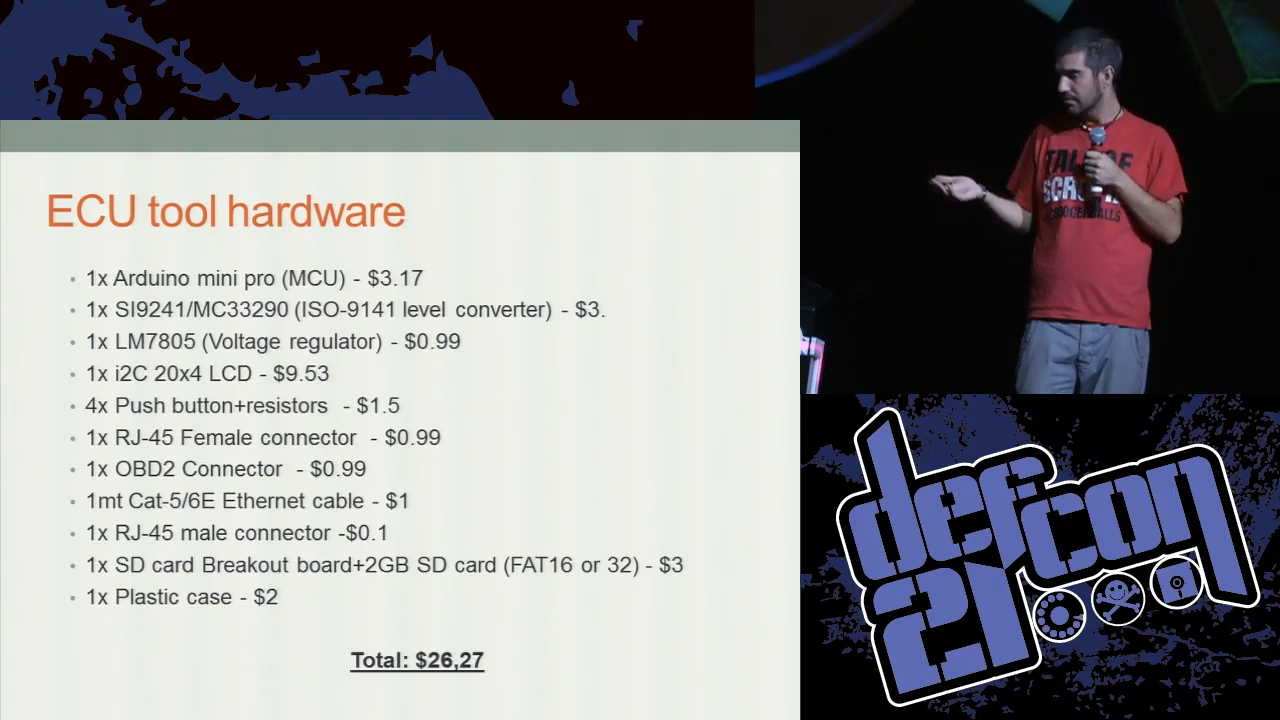 ECU tool hardware
• 1x Arduino mini pro (MCU) - $3.17
• 1x SI9241/MC33290 (ISO-9141 level converter) - $3.
• 1x LM7805 (Voltage regulator) - $0.99
• 1x i2C 20x4 LCD - $9.53
• 4x Push button+resistors - $1.5
• 1x RJ-45 Female connector - $0.99
• 1x OBD2 Connector - $0.99
• 1mt Cat-5/6E Ethernet cable - $1
• 1x RJ-45 male connector -$0.1
• 1x SD card Breakout board+2GB SD card (FAT16 or 32) - $3
• 1x Plastic case - $2
Total: $26,27
defcon
21